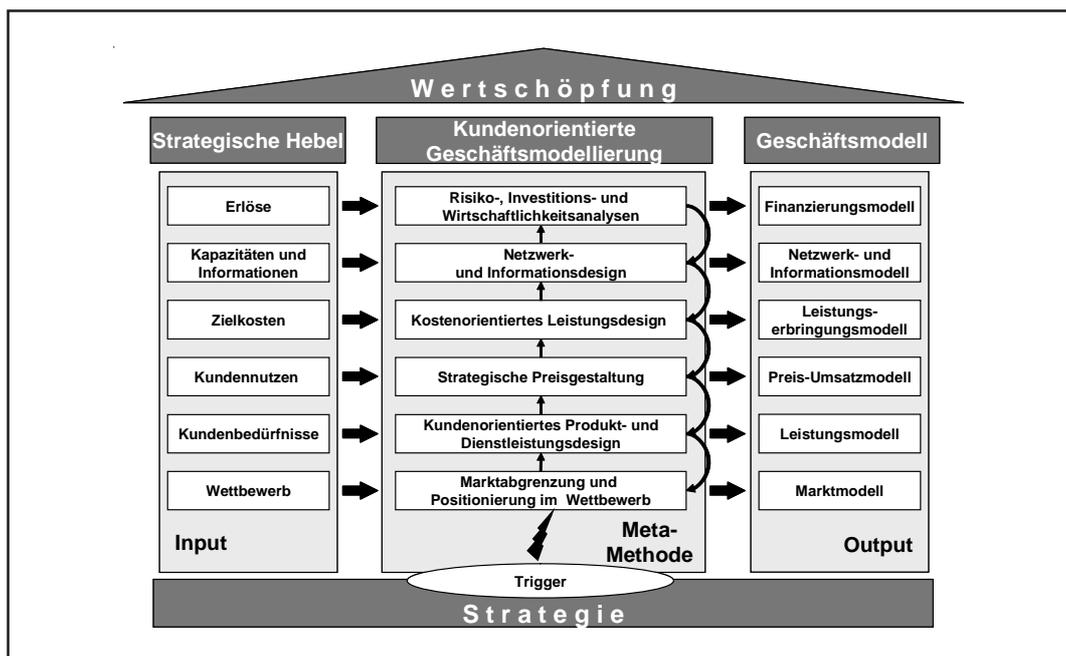 Wertschöpfung
Strategische Hebel
Kundenorientierte
Geschäftsmodellierung
Geschäftsmodell
Erlöse
Risiko-, Investitions- und
Wirtschaftlichkeitsanalysen
Finanzierungsmodell
Kapazitäten und
Informationen
Netzwerk-
und Informationsdesign
Netzwerk- und
Informationsmodell
Zielkosten
Kostenorientiertes Leistungsdesign
Leistungs-
erbringungsmodell
Kundennutzen
Strategische Preisgestaltung
Preis-Umsatzmodell
Kundenbedürfnisse
Kundenorientiertes Produkt- und
Dienstleistungsdesign
Leistungsmodell
Wettbewerb
Marktabgrenzung und
Positionierung im Wettbewerb
Marktmodell
Input
Meta-
Methode
Output
Trigger
Strategie